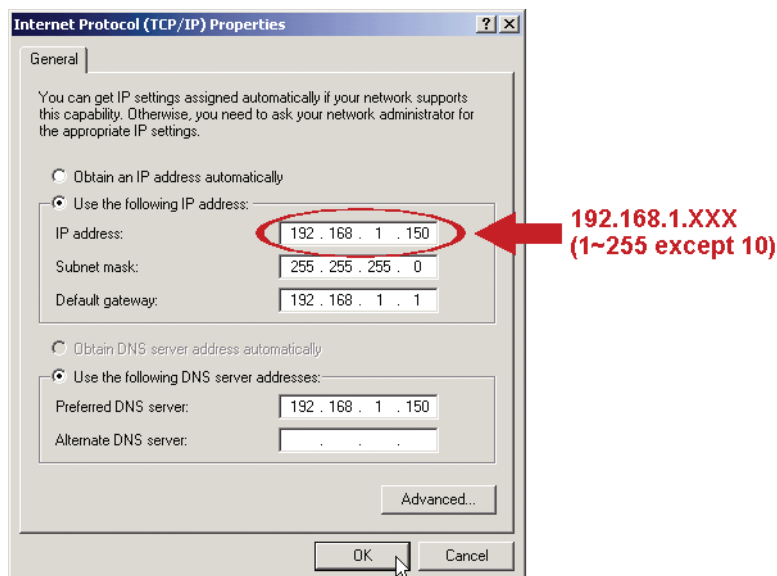 Internet Protocol (TCP/IP) Properties
General
You can get IP settings assigned automatically if your network supports
this capability. Otherwise, you need to ask your network administrator for
the appropriate IP settings.
Obtain an IP address automatically
Use the following IP address:
IP address: 192 . 168 . 1 . 150
Subnet mask: 255 . 255 . 255 . 0
Default gateway: 192 . 168 . 1 . 1
192.168.1.XXX
(1~255 except 10)
Obtain DNS server address automatically
Use the following DNS server addresses:
Preferred DNS server: 192 . 168 . 1 . 150
Alternate DNS server: . . .
Advanced...
OK Cancel